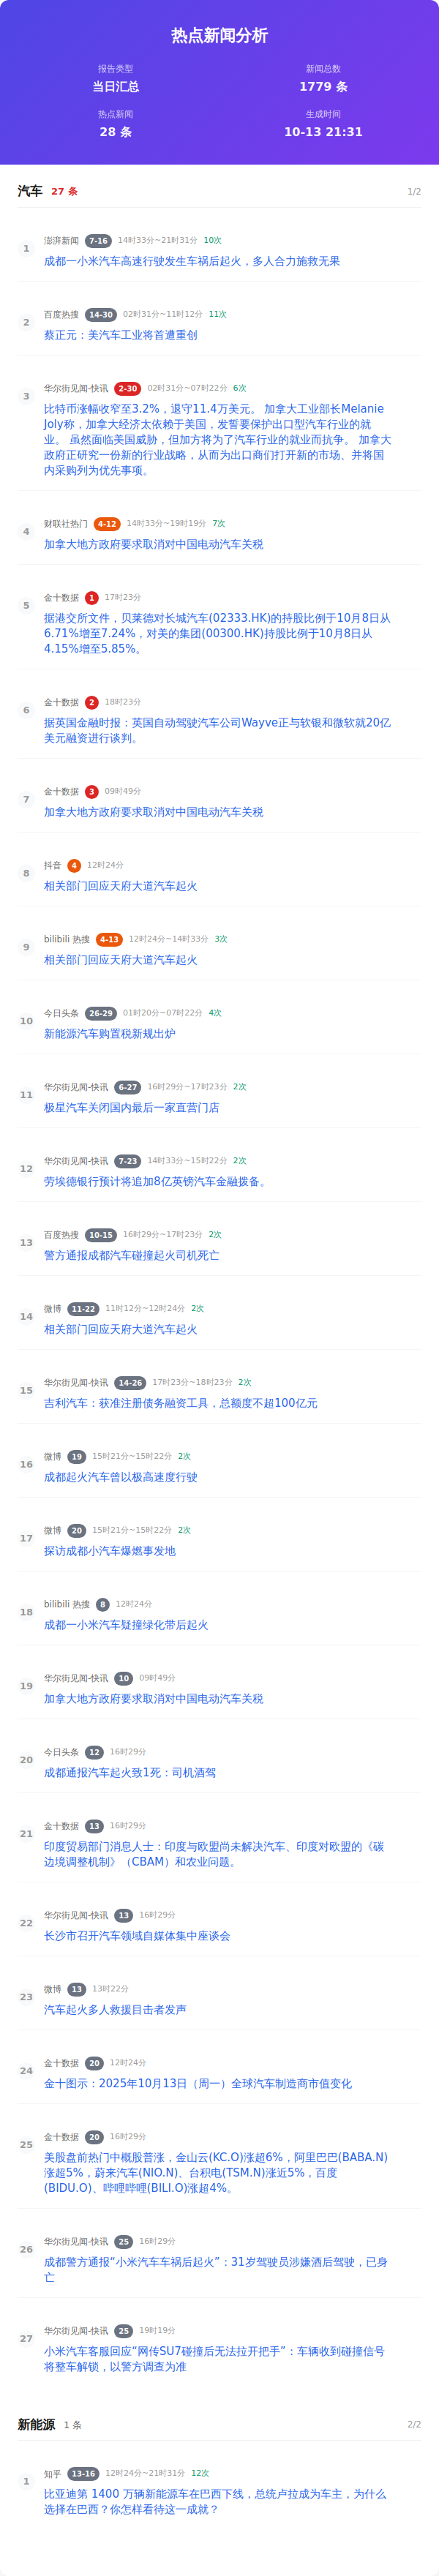 热点新闻分析
报告类型
当日汇总
新闻总数
1779 条
热点新闻
28 条
生成时间
10-13 21:31
汽车 27 条 1/2
1
澎湃新闻 7-16 14时33分~21时31分 10次
成都一小米汽车高速行驶发生车祸后起火，多人合力施救无果
2
百度热搜 14-30 02时31分~11时12分 11次
蔡正元：美汽车工业将首遭重创
3
华尔街见闻-快讯 2-30 02时31分~07时22分 6次
比特币涨幅收窄至3.2%，退守11.4万美元。 加拿大工业部长Melanie
Joly称，加拿大经济太依赖于美国，发誓要保护出口型汽车行业的就
业。 虽然面临美国威胁，但加方将为了汽车行业的就业而抗争。 加拿大
政府正研究一份新的行业战略，从而为出口商们打开新的市场、并将国
内采购列为优先事项。
4
财联社热门 4-12 14时33分~19时19分 7次
加拿大地方政府要求取消对中国电动汽车关税
5
金十数据 1 17时23分
据港交所文件，贝莱德对长城汽车(02333.HK)的持股比例于10月8日从
6.71%增至7.24%，对美的集团(00300.HK)持股比例于10月8日从
4.15%增至5.85%。
6
金十数据 2 18时23分
据英国金融时报：英国自动驾驶汽车公司Wayve正与软银和微软就20亿
美元融资进行谈判。
7
金十数据 3 09时49分
加拿大地方政府要求取消对中国电动汽车关税
8
抖音 4 12时24分
相关部门回应天府大道汽车起火
9
bilibili 热搜 4-13 12时24分~14时33分 3次
相关部门回应天府大道汽车起火
10
今日头条 26-29 01时20分~07时22分 4次
新能源汽车购置税新规出炉
11
华尔街见闻-快讯 6-27 16时29分~17时23分 2次
极星汽车关闭国内最后一家直营门店
12
华尔街见闻-快讯 7-23 14时33分~15时22分 2次
劳埃德银行预计将追加8亿英镑汽车金融拨备。
13
百度热搜 10-15 16时29分~17时23分 2次
警方通报成都汽车碰撞起火司机死亡
14
微博 11-22 11时12分~12时24分 2次
相关部门回应天府大道汽车起火
15
华尔街见闻-快讯 14-26 17时23分~18时23分 2次
吉利汽车：获准注册债务融资工具，总额度不超100亿元
16
微博 19 15时21分~15时22分 2次
成都起火汽车曾以极高速度行驶
17
微博 20 15时21分~15时22分 2次
探访成都小汽车爆燃事发地
18
bilibili 热搜 8 12时24分
成都一小米汽车疑撞绿化带后起火
19
华尔街见闻-快讯 10 09时49分
加拿大地方政府要求取消对中国电动汽车关税
20
今日头条 12 16时29分
成都通报汽车起火致1死：司机酒驾
21
金十数据 13 16时29分
印度贸易部门消息人士：印度与欧盟尚未解决汽车、印度对欧盟的《碳
边境调整机制》（CBAM）和农业问题。
22
华尔街见闻-快讯 13 16时29分
长沙市召开汽车领域自媒体集中座谈会
23
微博 13 13时22分
汽车起火多人救援目击者发声
24
金十数据 20 12时24分
金十图示：2025年10月13日（周一）全球汽车制造商市值变化
25
金十数据 20 16时29分
美股盘前热门中概股普涨，金山云(KC.O)涨超6%，阿里巴巴(BABA.N)
涨超5%，蔚来汽车(NIO.N)、台积电(TSM.N)涨近5%，百度
(BIDU.O)、哔哩哔哩(BILI.O)涨超4%。
26
华尔街见闻-快讯 25 16时29分
成都警方通报“小米汽车车祸后起火”：31岁驾驶员涉嫌酒后驾驶，已身
亡
27
华尔街见闻-快讯 25 19时19分
小米汽车客服回应“网传SU7碰撞后无法拉开把手”：车辆收到碰撞信号
将整车解锁，以警方调查为准
新能源 1 条 2/2
1
知乎 13-16 12时24分~21时31分 12次
比亚迪第 1400 万辆新能源车在巴西下线，总统卢拉成为车主，为什么
选择在巴西？你怎样看待这一成就？